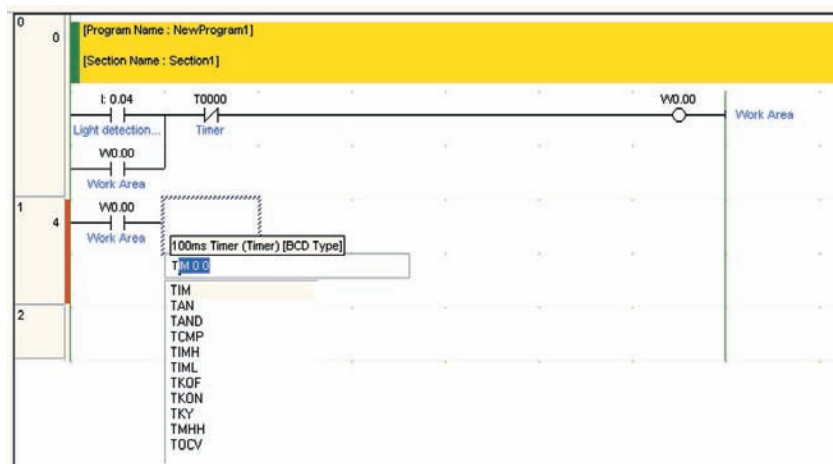 0
0
[Program Name : NewProgram1]
[Section Name : Section1]
I: 0.04 T0000 W0.00
Light detection... Timer Work Area
W0.00
Work Area
1
4
W0.00
Work Area
100ms Timer (Timer) [BCD Type]
TIM 0 0
TIM
TAN
TAND
TCMP
TIMH
TIML
TKOF
TKON
TKY
TMHH
TOCV
2